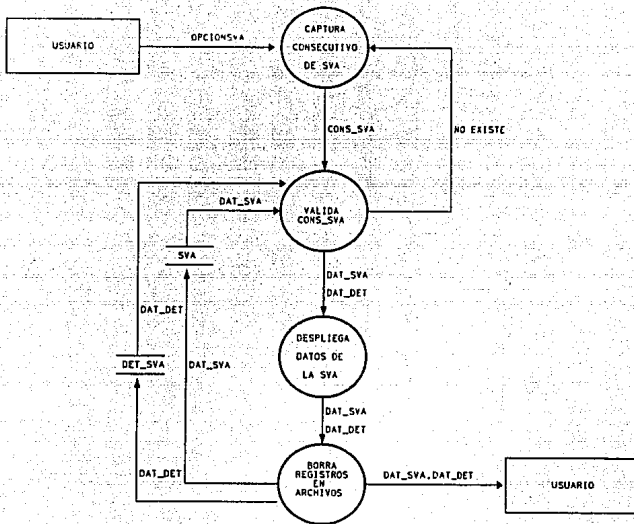 CAPTURA
CONSECUTIVO
DE SVA
USUARIO
OPCIONSVA
CONS_SVA
NO EXISTE
DAT_SVA
VALIDA
CONS_SVA
SVA
DAT_SVA
DAT_DET
DAT_DET
DET_SVA
DAT_SVA
DESPLIEGA
DATOS DE
LA SVA
DAT_SVA
DAT_DET
DAT_DET
BORRA
REGISTROS
EN
ARCHIVOS
DAT_SVA,DAT_DET
USUARIO